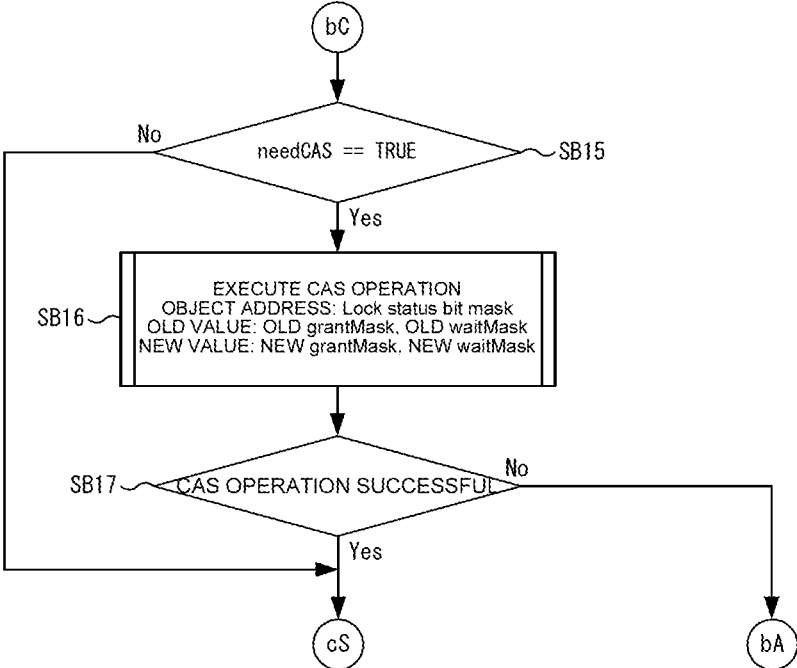 bC
No
needCAS == TRUE
SB15
Yes
EXECUTE CAS OPERATION
OBJECT ADDRESS: Lock status bit mask
SB16
OLD VALUE: OLD grantMask, OLD waitMask
NEW VALUE: NEW grantMask, NEW waitMask
No
SB17
CAS OPERATION SUCCESSFUL
Yes
cS
bA